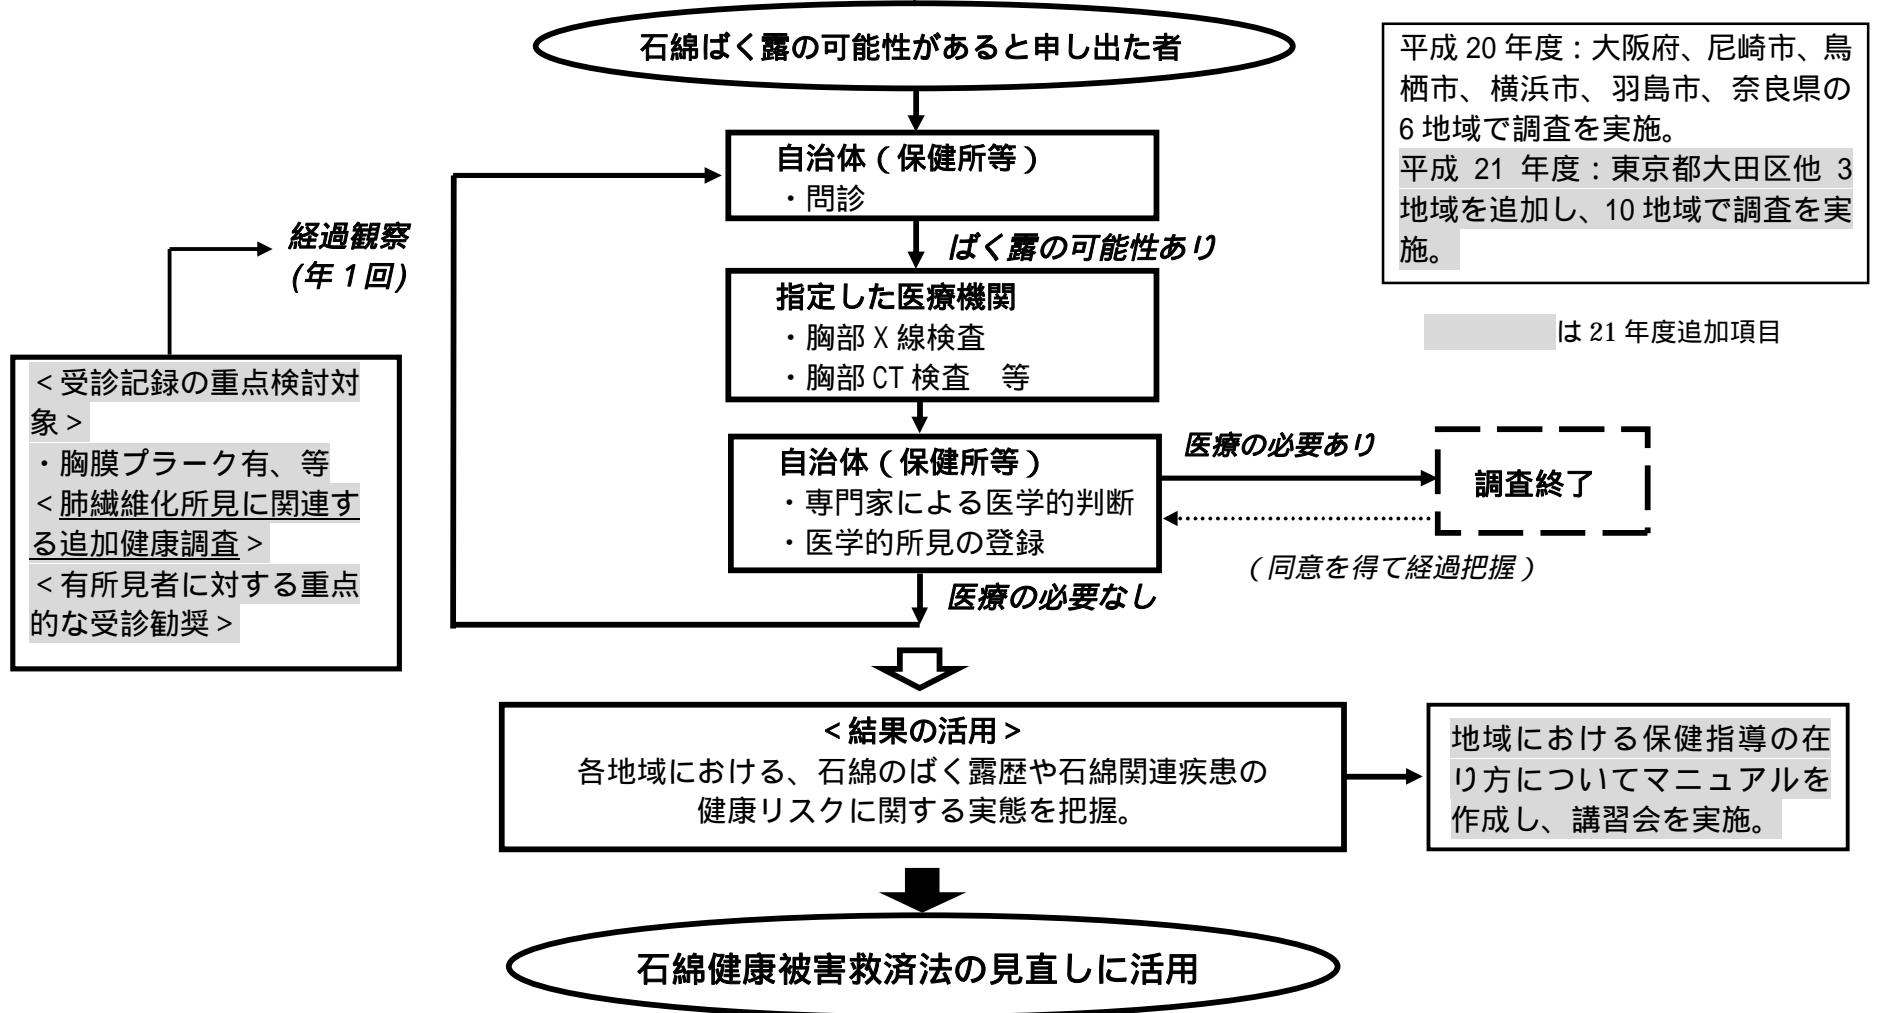 石綿ばく露の可能性があると申し出た者
平成 20 年度：大阪府、尼崎市、鳥
栖市、横浜市、羽島市、奈良県の
6 地域で調査を実施。
平成 21 年度：東京都大田区他 3
地域を追加し、10 地域で調査を実
施。
は 21 年度追加項目
自治体（保健所等）
・問診
ばく露の可能性あり
経過観察
(年 1 回)
指定した医療機関
・胸部 X 線検査
・胸部 CT 検査　等
＜受診記録の重点検討対
象＞
・胸膜プラーク有、等
＜肺繊維化所見に関連す
る追加健康調査＞
＜有所見者に対する重点
的な受診勧奨＞
自治体（保健所等）
・専門家による医学的判断
・医学的所見の登録
医療の必要あり
調査終了
（同意を得て経過把握）
医療の必要なし
＜結果の活用＞
各地域における、石綿のばく露歴や石綿関連疾患の
健康リスクに関する実態を把握。
地域における保健指導の在
り方についてマニュアルを
作成し、講習会を実施。
石綿健康被害救済法の見直しに活用